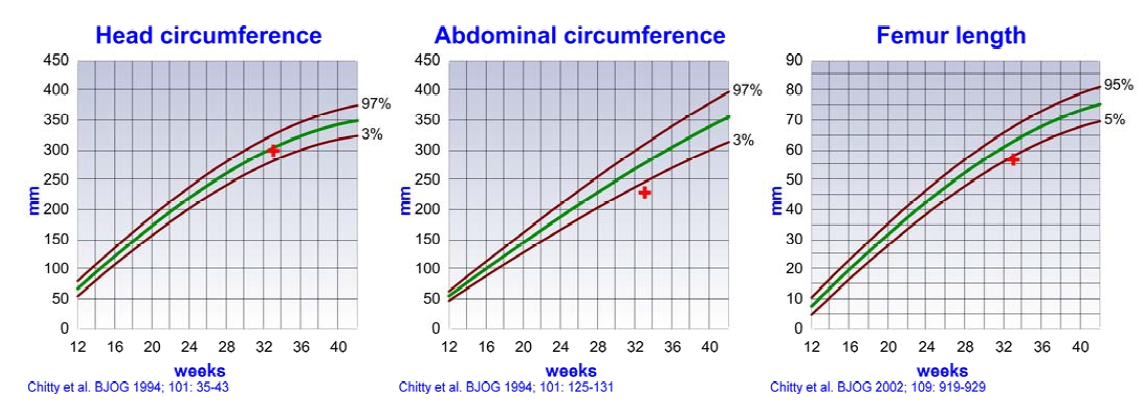 Head circumference
450
400
350
300
250
200
150
100
50
0
mm
97%
3%
12 16 20 24 28 32 36 40
weeks
Chitty et al. BJOG 1994; 101: 35-43
Abdominal circumference
450
400
350
300
250
200
150
100
50
0
mm
97%
3%
12 16 20 24 28 32 36 40
weeks
Chitty et al. BJOG 1994; 101: 125-131
Femur length
90
80
70
60
50
40
30
20
10
0
mm
95%
5%
12 16 20 24 28 32 36 40
weeks
Chitty et al. BJOG 2002; 109: 919-929